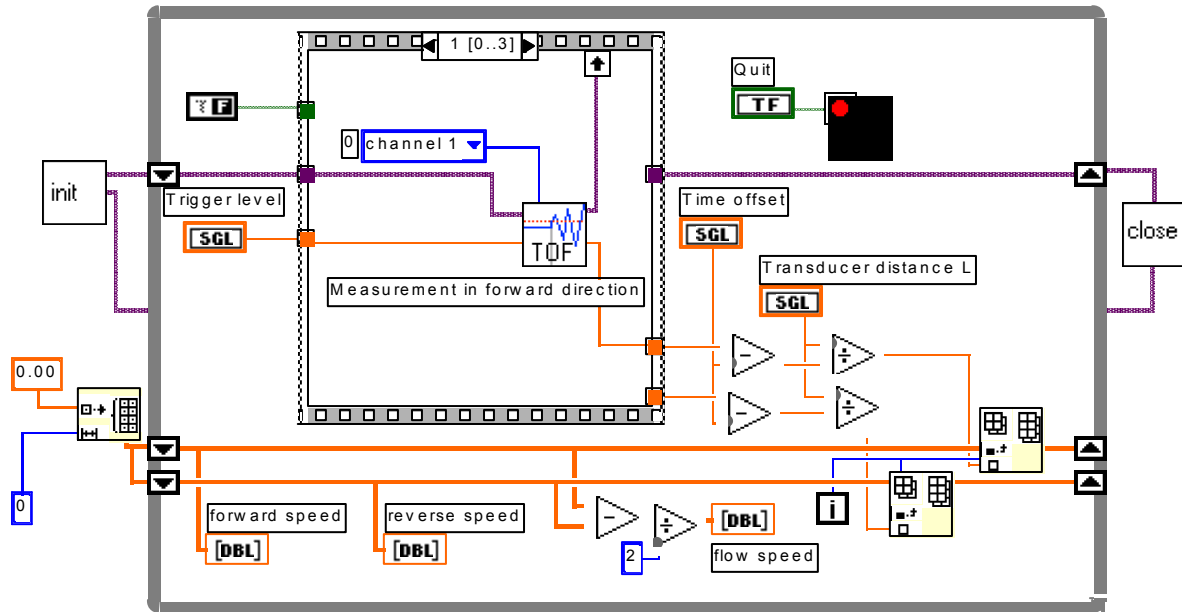 1 [0..3]
Quit
TF
F
0
channel 1
init
Trigger level
SGL
TOF
Time offset
SGL
close
Transducer distance L
SGL
Measurement in forward direction
0.00
0
i
forward speed
[DBL]
reverse speed
[DBL]
[DBL]
2
flow speed